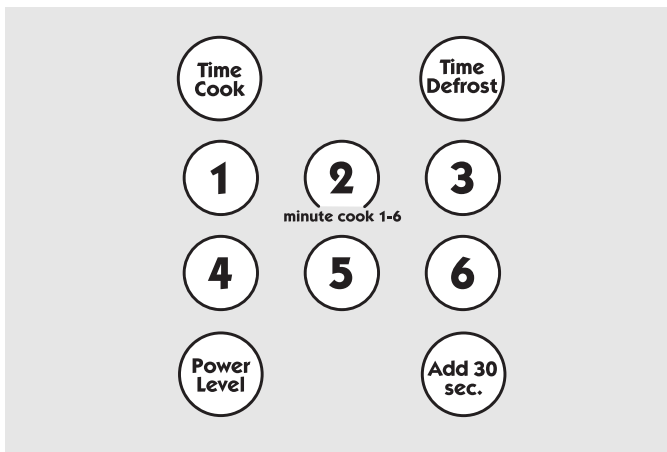 Time
Cook
Time
Defrost
1 2 3
minute cook 1-6
4 5 6
Power
Level
Add 30
sec.